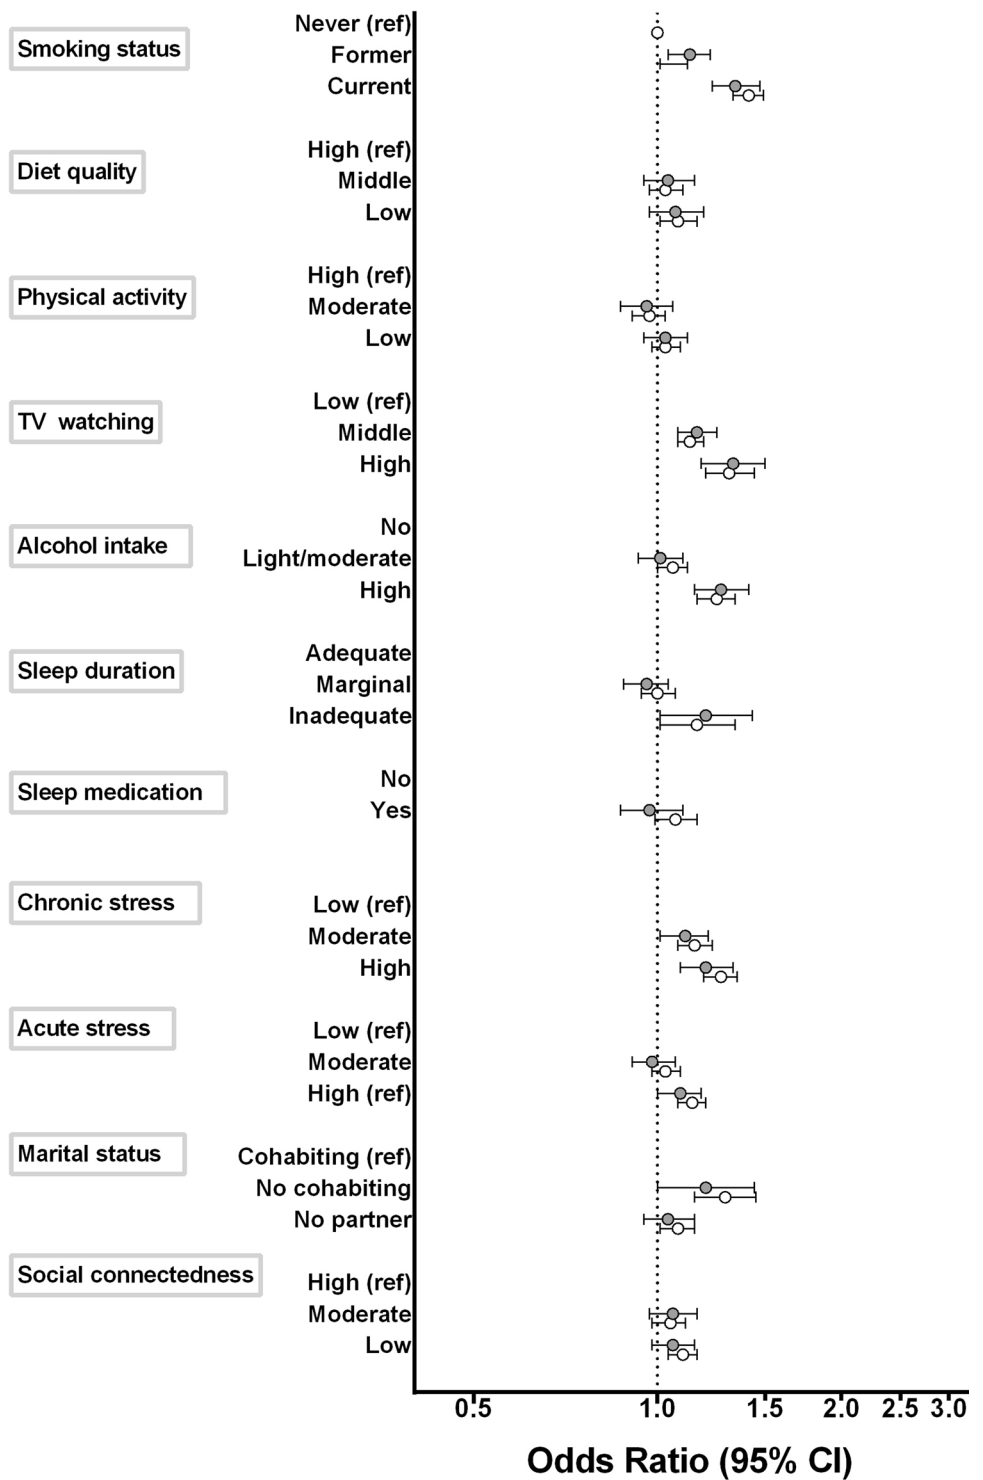 Smoking status
Never (ref)
Former
Current
Diet quality
High (ref)
Middle
Low
Physical activity
High (ref)
Moderate
Low
TV watching
Low (ref)
Middle
High
Alcohol intake
No
Light/moderate
High
Sleep duration
Adequate
Marginal
Inadequate
Sleep medication
No
Yes
Chronic stress
Low (ref)
Moderate
High
Acute stress
Low (ref)
Moderate
High (ref)
Marital status
Cohabiting (ref)
No cohabiting
No partner
Social connectedness
High (ref)
Moderate
Low
0.5 1.0 1.5 2.0 2.5 3.0
Odds Ratio (95% CI)